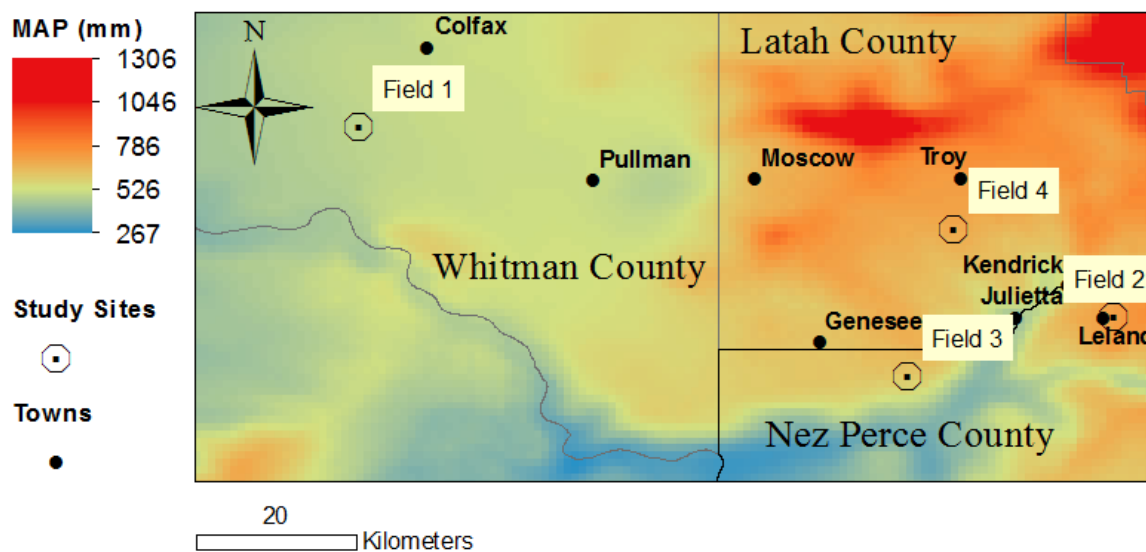 MAP (mm)
1306
1046
786
526
267
Study Sites
Towns
N
Colfax
Field 1
Latah County
Pullman
Moscow
Troy
Field 4
Whitman County
Kendrick
Julietta
Field 2
Genesee
Field 3
Leland
Nez Perce County
20
Kilometers